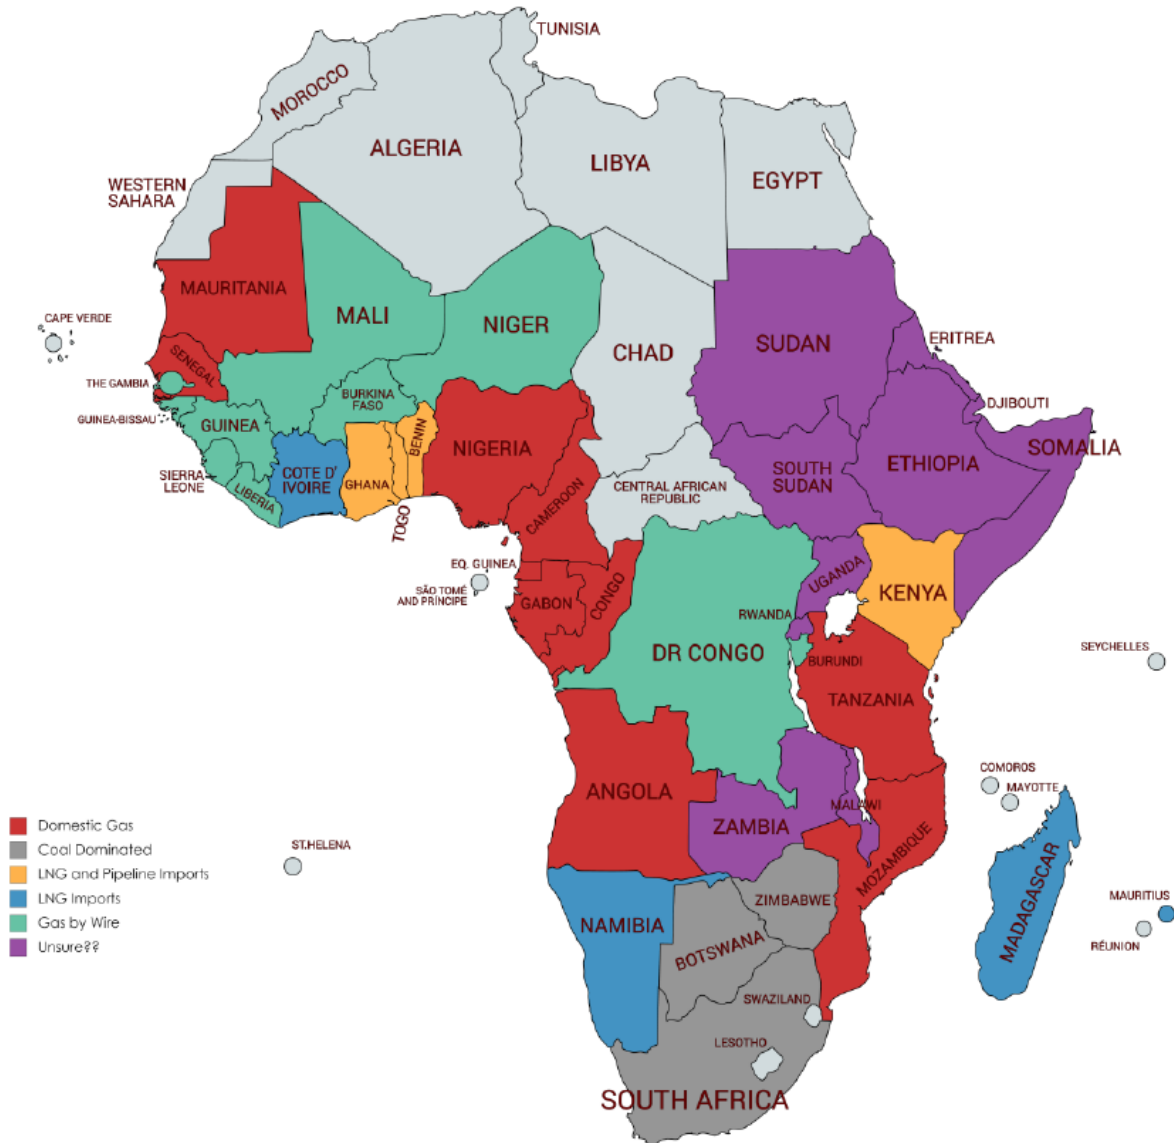 TUNISIA
MOROCCO
ALGERIA
LIBYA
EGYPT
WESTERN
SAHARA
MAURITANIA
MALI
NIGER
CHAD
SUDAN
ERITREA
CAPE VERDE
SENEGAL
THE GAMBIA
GUINEA-BISSAU
GUINEA
BURKINA
FASO
BENIN
NIGERIA
DJIBOUTI
SOMALIA
ETHIOPIA
SOUTH
SUDAN
SIERRA
LEONE
LIBERIA
COTE D'
IVOIRE
GHANA
TOGO
CAMEROON
CENTRAL AFRICAN
REPUBLIC
EQ. GUINEA
SÃO TOMÉ
AND PRÍNCIPE
GABON
CONGO
UGANDA
KENYA
RWANDA
DR CONGO
BURUNDI
TANZANIA
SEYCHELLES
COMOROS
MAYOTTE
ANGOLA
ZAMBIA
MALAWI
MOZAMBIQUE
ST.HELENA
MADAGASCAR
MAURITIUS
RÉUNION
NAMIBIA
ZIMBABWE
BOTSWANA
SWAZILAND
LESOTHO
SOUTH AFRICA
Domestic Gas
Coal Dominated
LNG and Pipeline Imports
LNG Imports
Gas by Wire
Unsure??